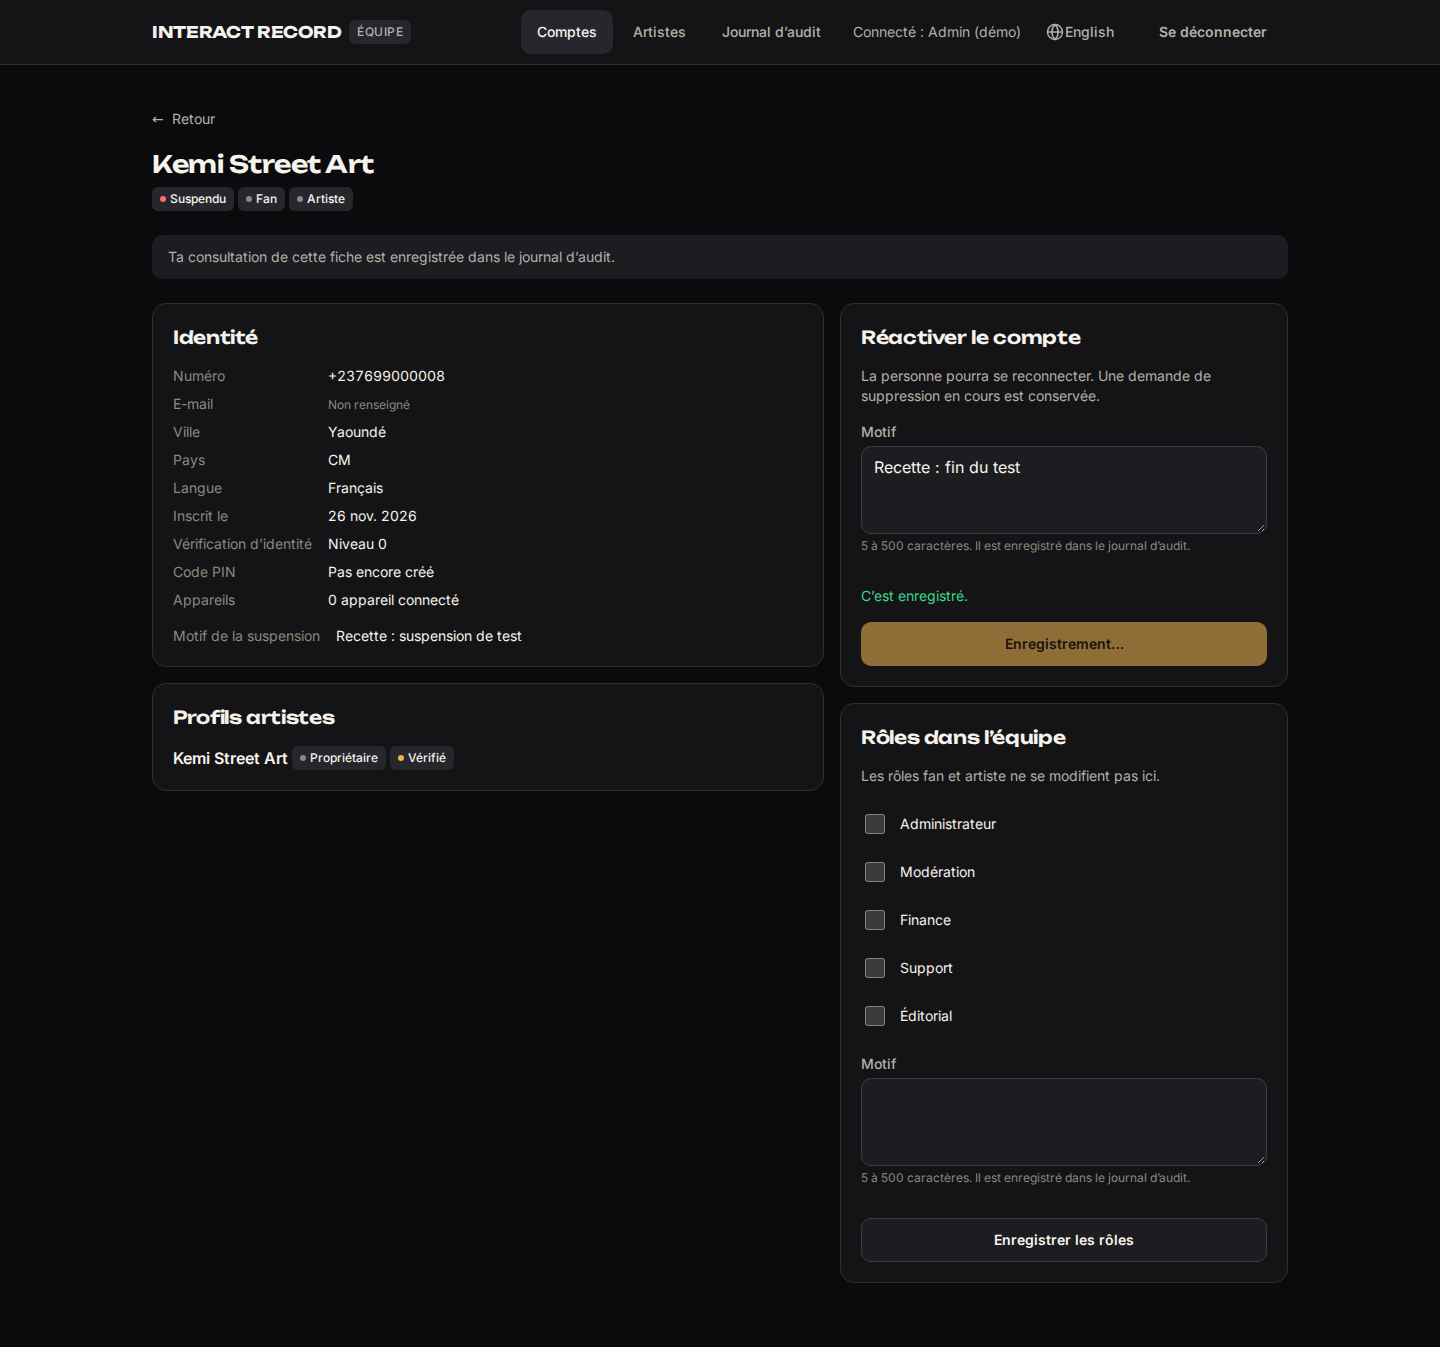 INTERACT RECORD ÉQUIPE Comptes Artistes Journal d’audit Connecté : Admin (démo) English Se déconnecter
← Retour
Kemi Street Art
Suspendu Fan Artiste
Ta consultation de cette fiche est enregistrée dans le journal d’audit.
Identité
Numéro +237699000008
E-mail Non renseigné
Ville Yaoundé
Pays CM
Langue Français
Inscrit le 26 nov. 2026
Vérification d’identité Niveau 0
Code PIN Pas encore créé
Appareils 0 appareil connecté
Motif de la suspension Recette : suspension de test
Profils artistes
Kemi Street Art Propriétaire Vérifié
Réactiver le compte
La personne pourra se reconnecter. Une demande de
suppression en cours est conservée.
Motif
Recette : fin du test
5 à 500 caractères. Il est enregistré dans le journal d’audit.
C’est enregistré.
Enregistrement…
Rôles dans l’équipe
Les rôles fan et artiste ne se modifient pas ici.
Administrateur
Modération
Finance
Support
Éditorial
Motif
5 à 500 caractères. Il est enregistré dans le journal d’audit.
Enregistrer les rôles